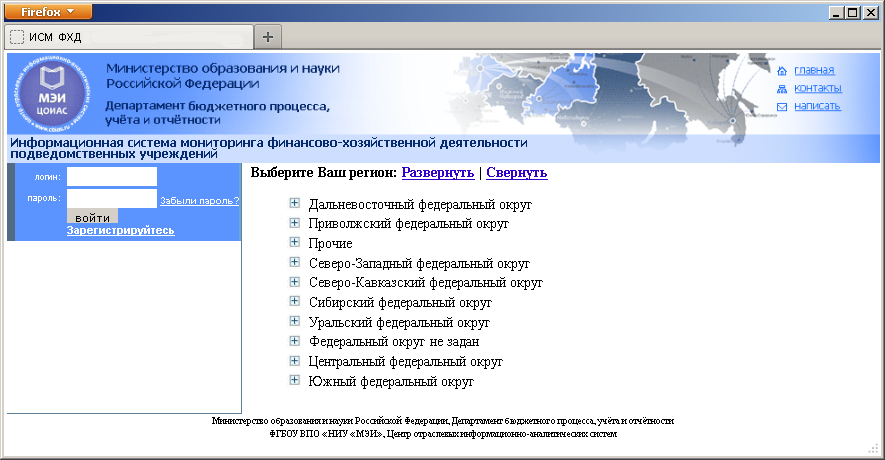 Firefox
ИСМ ФХД
МЭИ
ЦОИАС
Министерство образования и науки
Российской Федерации
Департамент бюджетного процесса,
учёта и отчётности
главная
контакты
написать
Информационная система мониторинга финансово-хозяйственной деятельности
подведомственных учреждений
логин:
пароль:
Забыли пароль?
войти
Зарегистрируйтесь
Выберите Ваш регион: Развернуть | Свернуть
Дальневосточный федеральный округ
Приволжский федеральный округ
Прочие
Северо-Западный федеральный округ
Северо-Кавказский федеральный округ
Сибирский федеральный округ
Уральский федеральный округ
Федеральный округ не задан
Центральный федеральный округ
Южный федеральный округ
Министерство образования и науки Российской Федерации, Департамент бюджетного процесса, учёта и отчётности
ФГБОУ ВПО «НИУ «МЭИ», Центр отраслевых информационно-аналитических систем